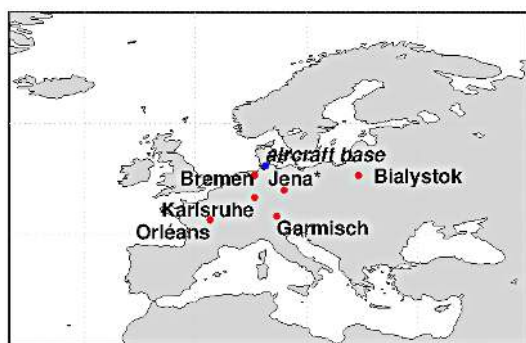 aircraft base
Bremen Jena*
Bialystok
Karlsruhe
Orléans
Garmisch